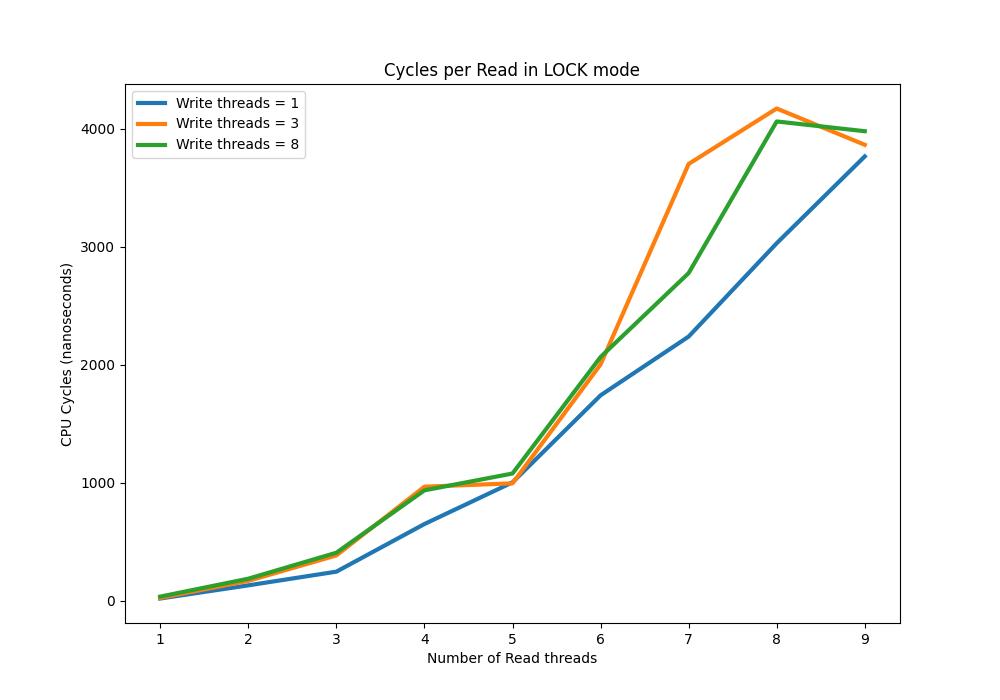 Cycles per Read in LOCK mode
Write threads = 1
Write threads = 3
Write threads = 8
CPU Cycles (nanoseconds)
4000
3000
2000
1000
0
1 2 3 4 5 6 7 8 9
Number of Read threads